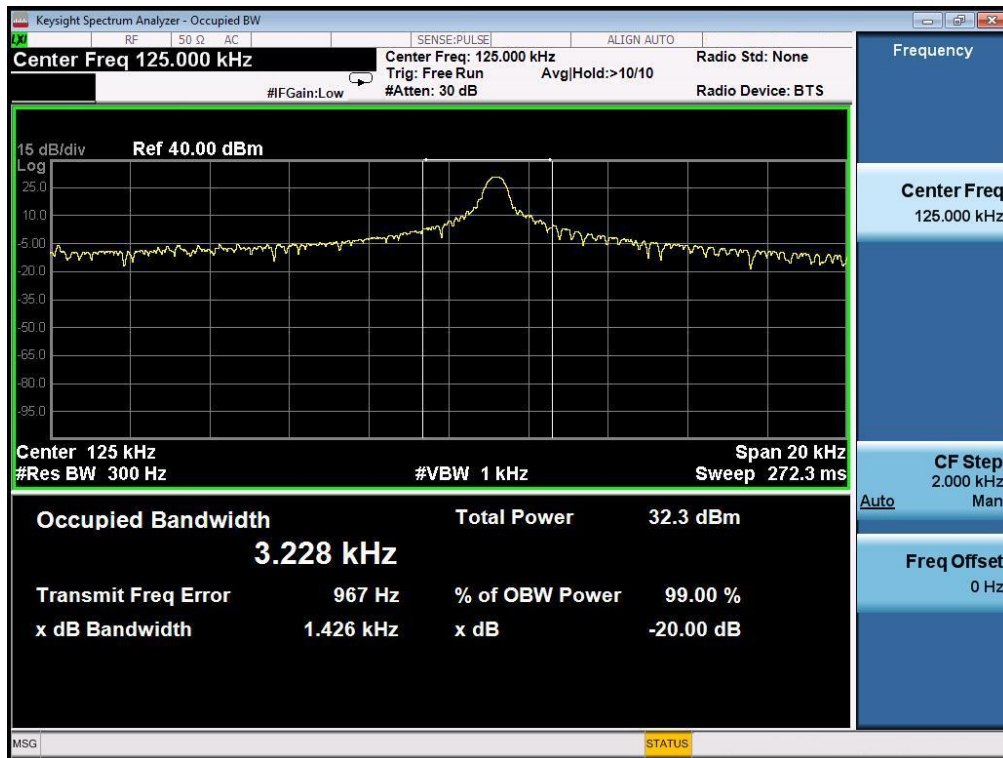 Keysight Spectrum Analyzer - Occupied BW
LXI RF 50 Ω AC SENSE:PULSE ALIGN AUTO
Center Freq 125.000 kHz
Center Freq: 125.000 kHz Radio Std: None
Trig: Free Run Avg|Hold:>10/10
#IFGain:Low #Atten: 30 dB Radio Device: BTS
15 dB/div Ref 40.00 dBm
Log
25.0
10.0
-5.00
-20.0
-35.0
-50.0
-65.0
-80.0
-95.0
Center 125 kHz Span 20 kHz
#Res BW 300 Hz #VBW 1 kHz Sweep 272.3 ms
Occupied Bandwidth Total Power 32.3 dBm
3.228 kHz
Transmit Freq Error 967 Hz % of OBW Power 99.00 %
x dB Bandwidth 1.426 kHz x dB -20.00 dB
MSG STATUS
Frequency
Center Freq
125.000 kHz
CF Step
2.000 kHz
Auto Man
Freq Offset
0 Hz